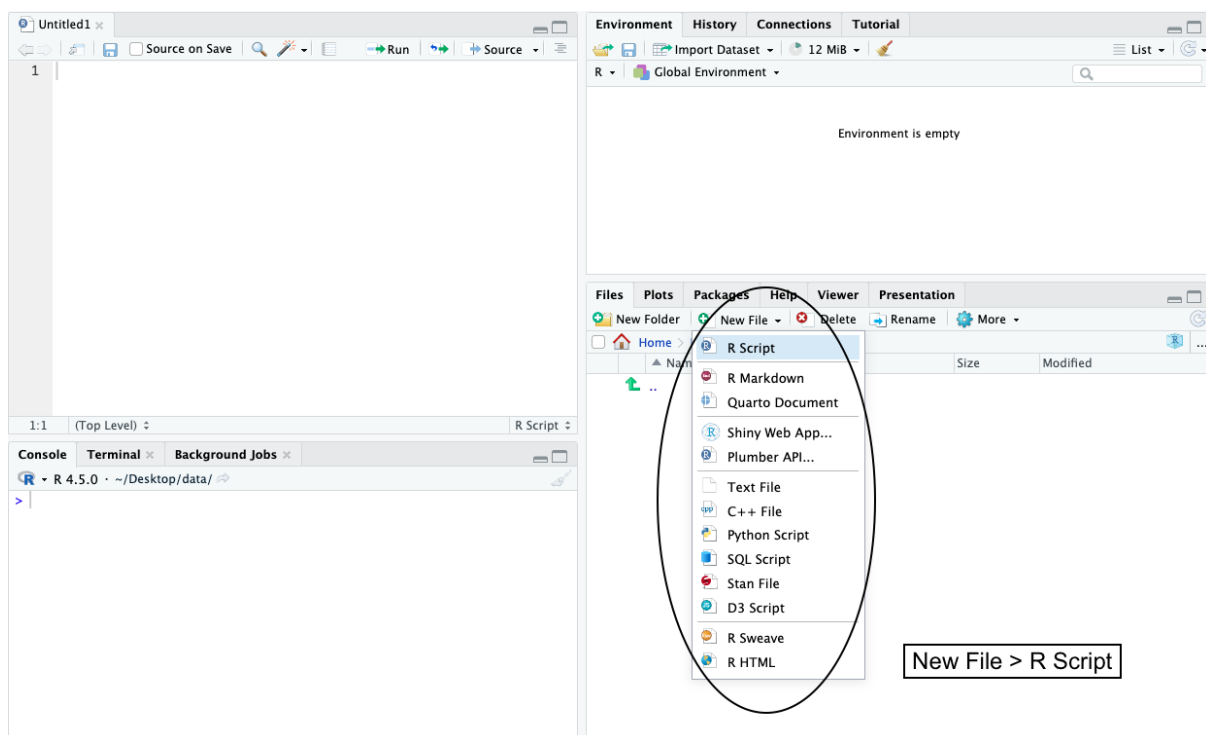 Untitled1
Source on Save Run Source
1
1:1 (Top Level) R Script
Console Terminal Background Jobs
R 4.5.0 · ~/Desktop/data/
>
Environment History Connections Tutorial
Import Dataset 12 MiB List
R Global Environment
Environment is empty
Files Plots Packages Help Viewer Presentation
New Folder New File Delete Rename More
Home
Size Modified
..
R Script
R Markdown
Quarto Document
Shiny Web App...
Plumber API...
Text File
C++ File
Python Script
SQL Script
Stan File
D3 Script
R Sweave
R HTML
New File > R Script